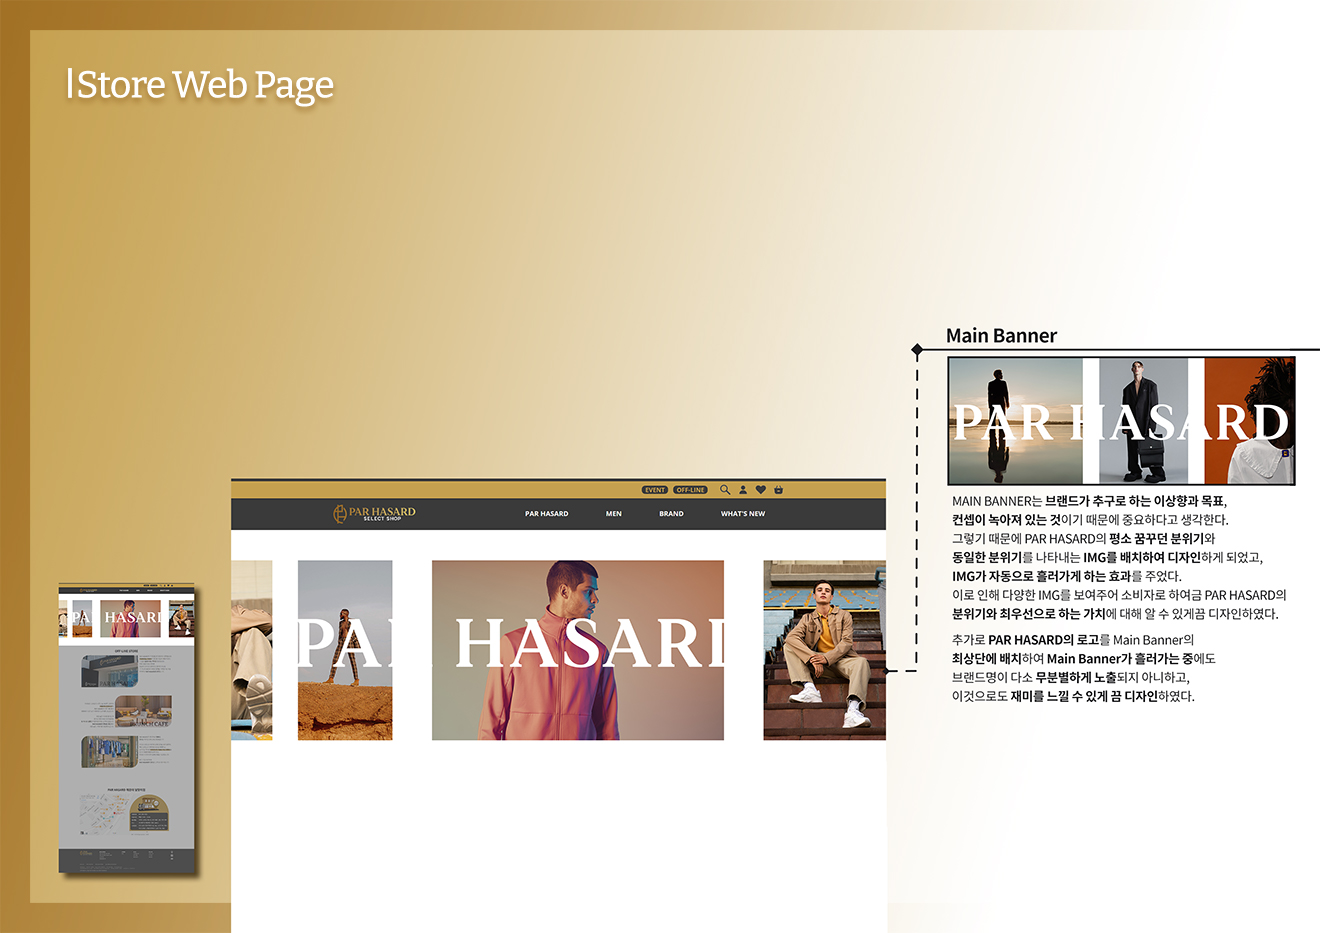 Store Web Page
Main Banner
PAR HASARD
MAIN BANNER는 브랜드가 추구로 하는 이상향과 목표,
컨셉이 녹아져 있는 것이기 때문에 중요하다고 생각한다.
그렇기 때문에 PAR HASARD의 평소 꿈꾸던 분위기와
동일한 분위기를 나타내는 IMG를 배치하여 디자인하게 되었고,
IMG가 자동으로 흘러가게 하는 효과를 주었다.
이로 인해 다양한 IMG를 보여주어 소비자로 하여금 PAR HASARD의
분위기와 최우선으로 하는 가치에 대해 알 수 있게끔 디자인하였다.
추가로 PAR HASARD의 로고를 Main Banner의
최상단에 배치하여 Main Banner가 흘러가는 중에도
브랜드명이 다소 무분별하게 노출되지 아니하고,
이것으로도 재미를 느낄 수 있게 끔 디자인하였다.
EVENT OFF-LINE
PAR HASARD
SELECT SHOP
PAR HASARD MEN BRAND WHAT'S NEW
PAR HASARD
PA HASARD
OFF-LINE STORE